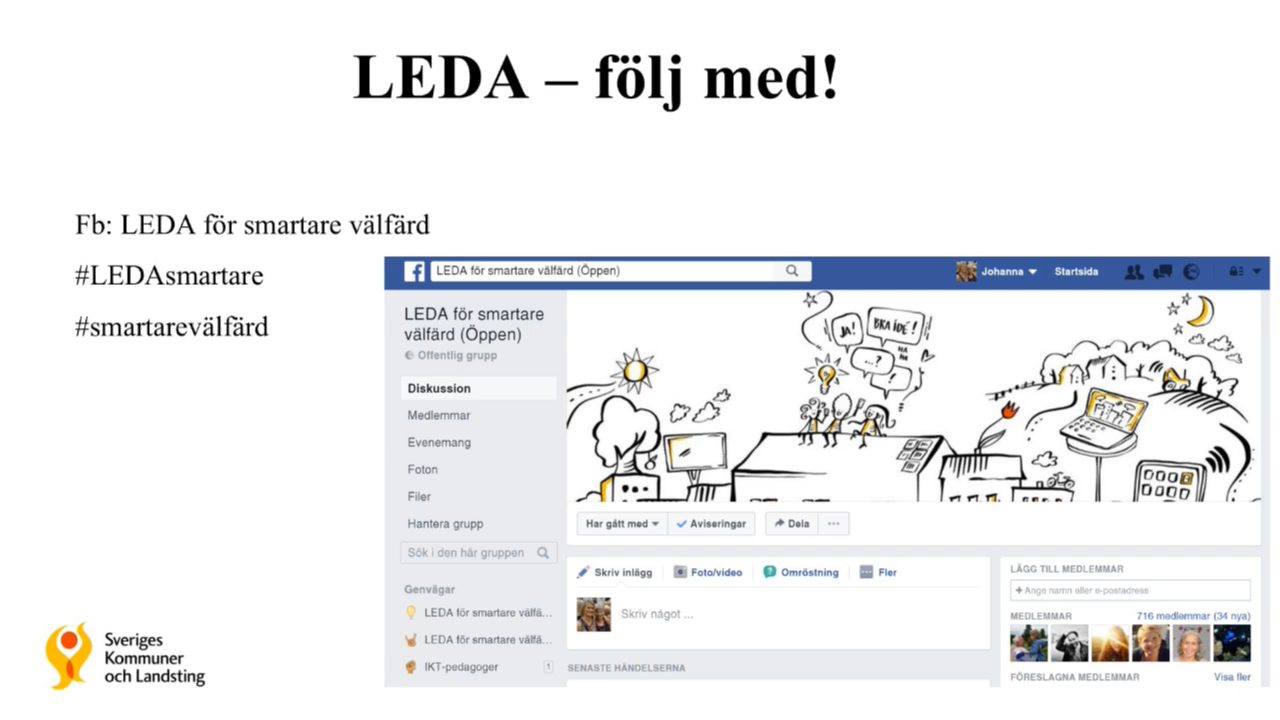 LEDA – följ med!
Fb: LEDA för smartare välfärd
#LEDAsmartare
#smartarevälfärd
LEDA för smartare välfärd (Öppen)
Johanna
Startsida
LEDA för smartare
välfärd (Öppen)
Offentlig grupp
Diskussion
Medlemmar
Evenemang
Foton
Filer
Hantera grupp
Sök i den här gruppen
Genvägar
LEDA för smartare välfä...
LEDA för smartare välfä...
IKT-pedagoger 1
JA!
BRA IDÉ!
HA
HA
...?
!
Har gått med
Aviseringar
Dela
...
Skriv inlägg
Foto/video
Omröstning
Fler
Skriv något ...
SENASTE HÄNDELSERNA
LÄGG TILL MEDLEMMAR
+ Ange namn eller e-postadress
MEDLEMMAR 716 medlemmar (34 nya)
FÖRESLAGNA MEDLEMMAR Visa fler
Sveriges
Kommuner
och Landsting